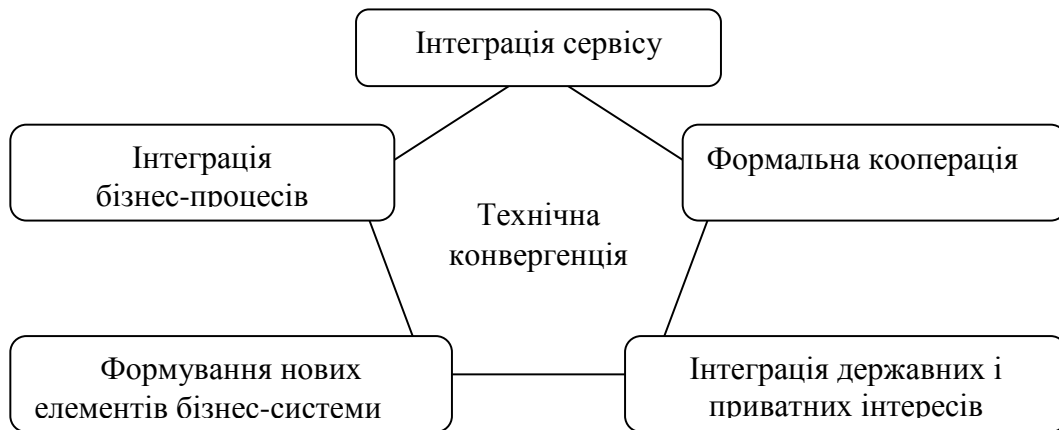 Інтеграція сервісу
Інтеграція
бізнес-процесів
Формальна кооперація
Технічна
конвергенція
Формування нових
елементів бізнес-системи
Інтеграція державних і
приватних інтересів